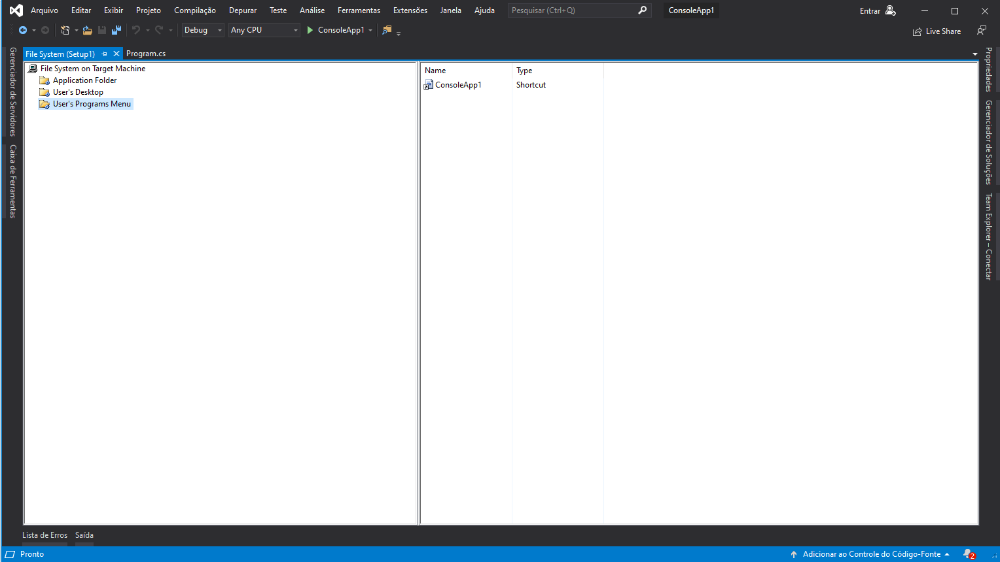 Arquivo Editar Exibir Projeto Compilação Depurar Teste Análise Ferramentas Extensões Janela Ajuda Pesquisar (Ctrl+Q) ConsoleApp1 Entrar
Debug Any CPU ConsoleApp1 Live Share
File System (Setup1) Program.cs
Gerenciador de Servidores
Caixa de Ferramentas
File System on Target Machine
Application Folder
User's Desktop
User's Programs Menu
Name Type
ConsoleApp1 Shortcut
Propriedades
Gerenciador de Soluções
Team Explorer – Conectar
Lista de Erros Saída
Pronto Adicionar ao Controle do Código-Fonte 2